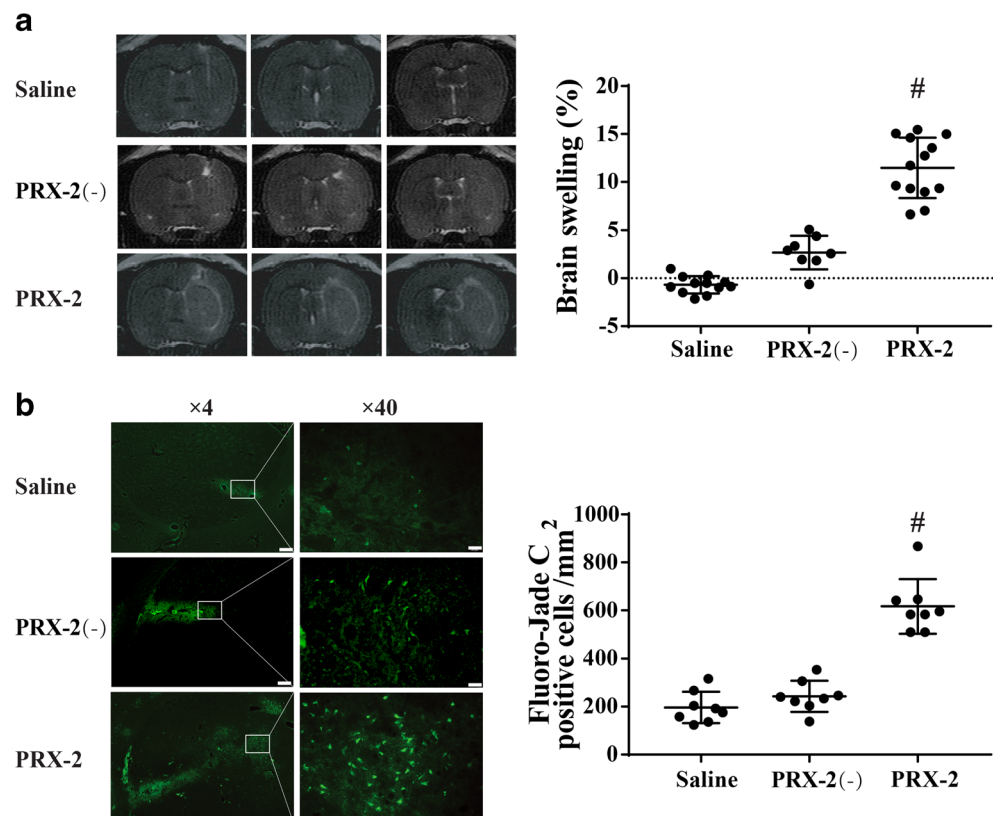 a
Saline
PRX-2(-)
PRX-2
Brain swelling (%)
20
15
10
5
0
-5
#
Saline
PRX-2(-)
PRX-2
b
×4
×40
Saline
PRX-2(-)
PRX-2
Fluoro-Jade C
positive cells /mm2
1000
800
600
400
200
0
#
Saline
PRX-2(-)
PRX-2